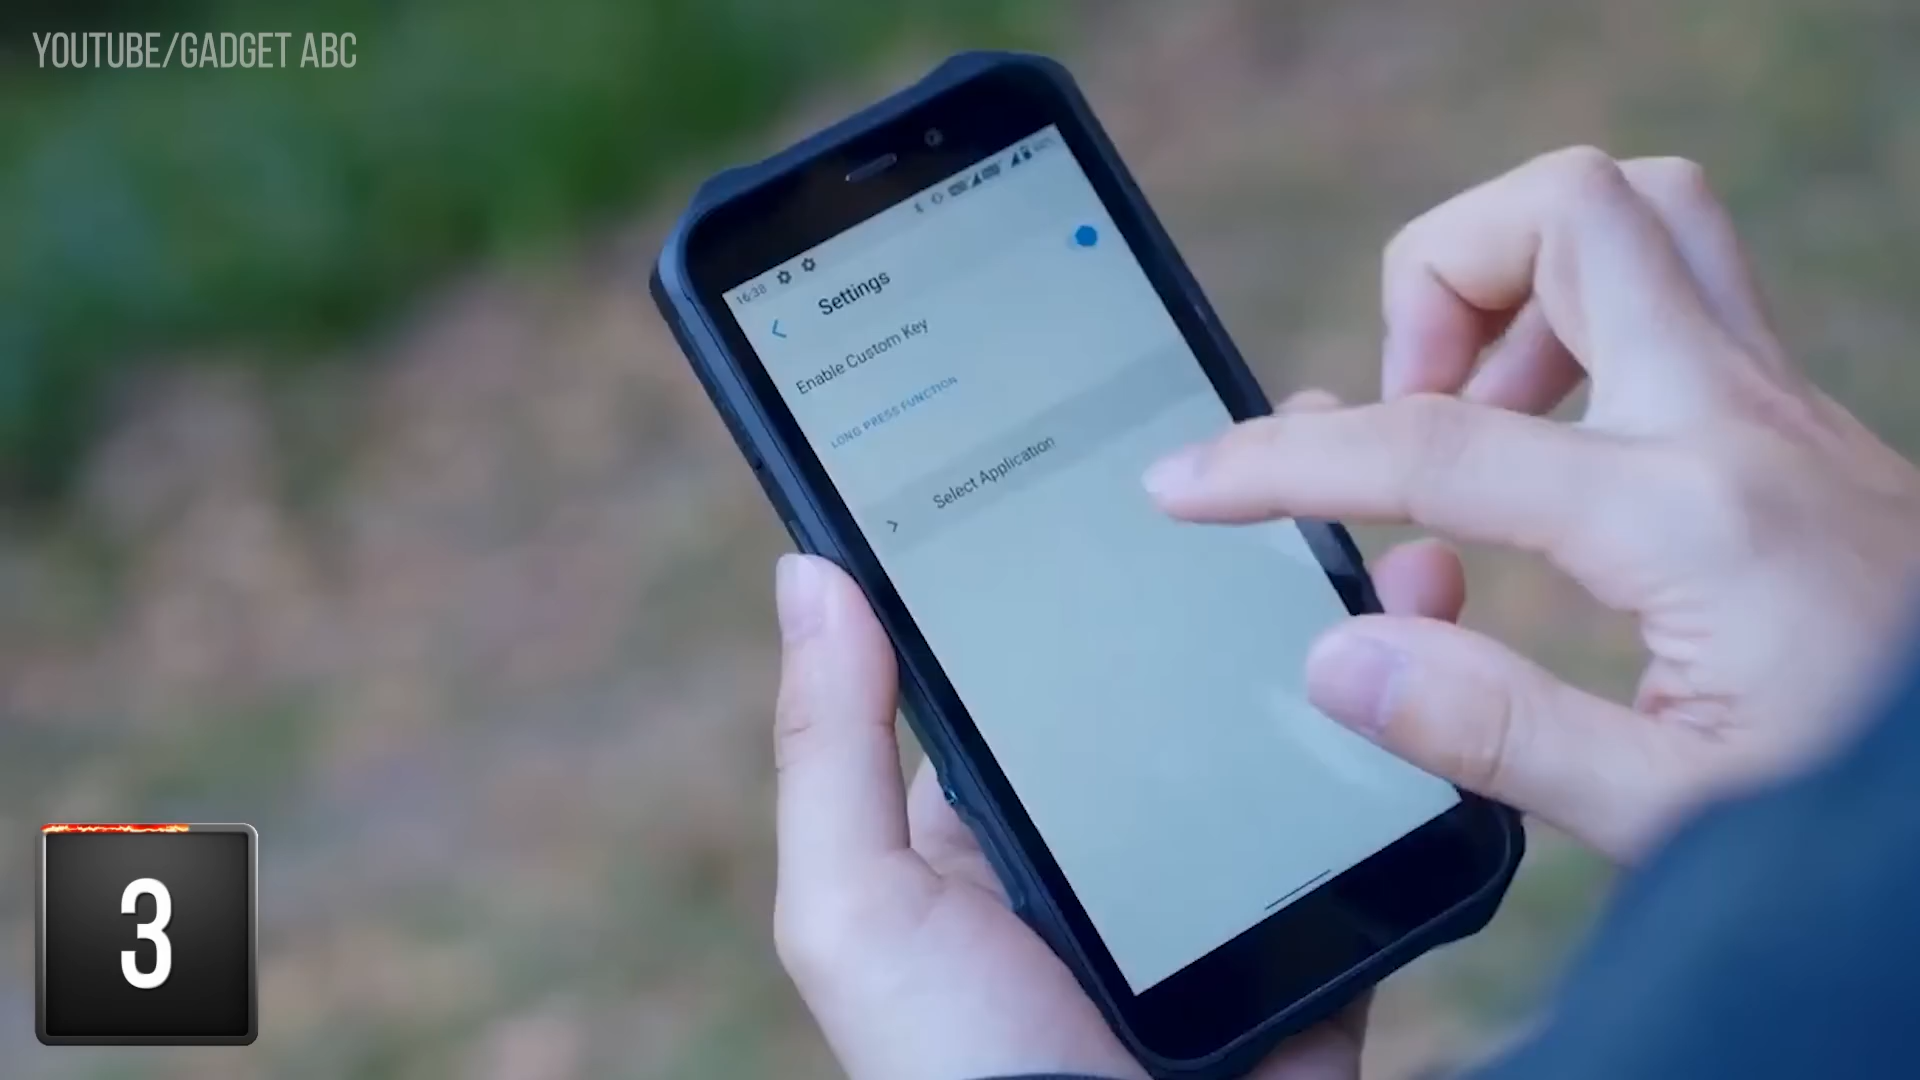 YOUTUBE/GADGET ABC
16:38
Settings
Enable Custom Key
LONG PRESS FUNCTION
Select Application
3